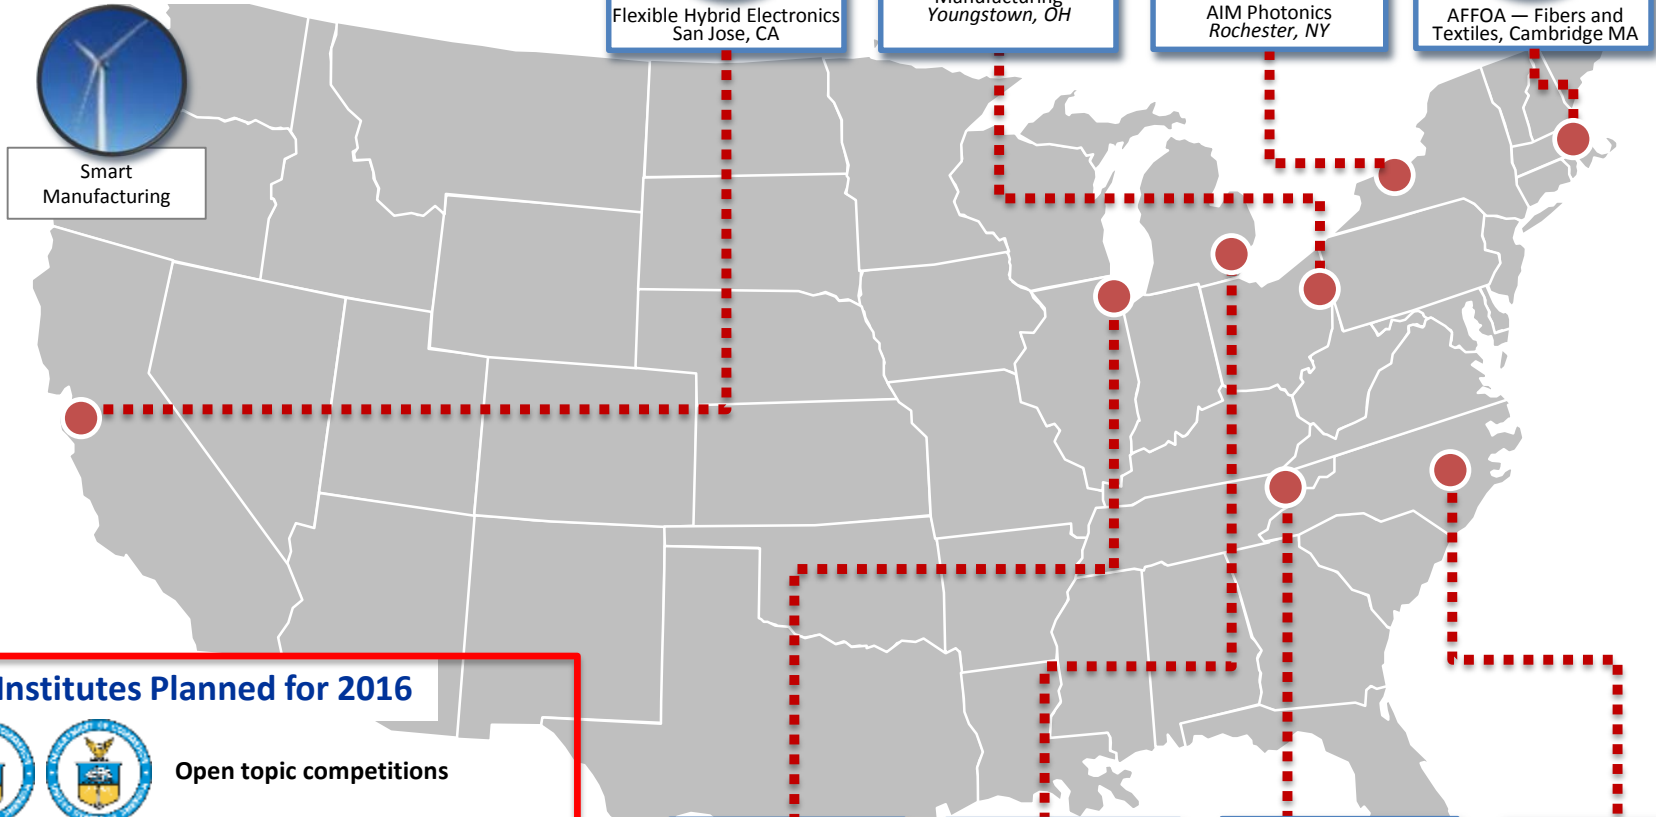 Flexible Hybrid Electronics
San Jose, CA
Manufacturing
Youngstown, OH
AIM Photonics
Rochester, NY
AFFOA — Fibers and
Textiles, Cambridge MA
Smart
Manufacturing
Institutes Planned for 2016
Open topic competitions